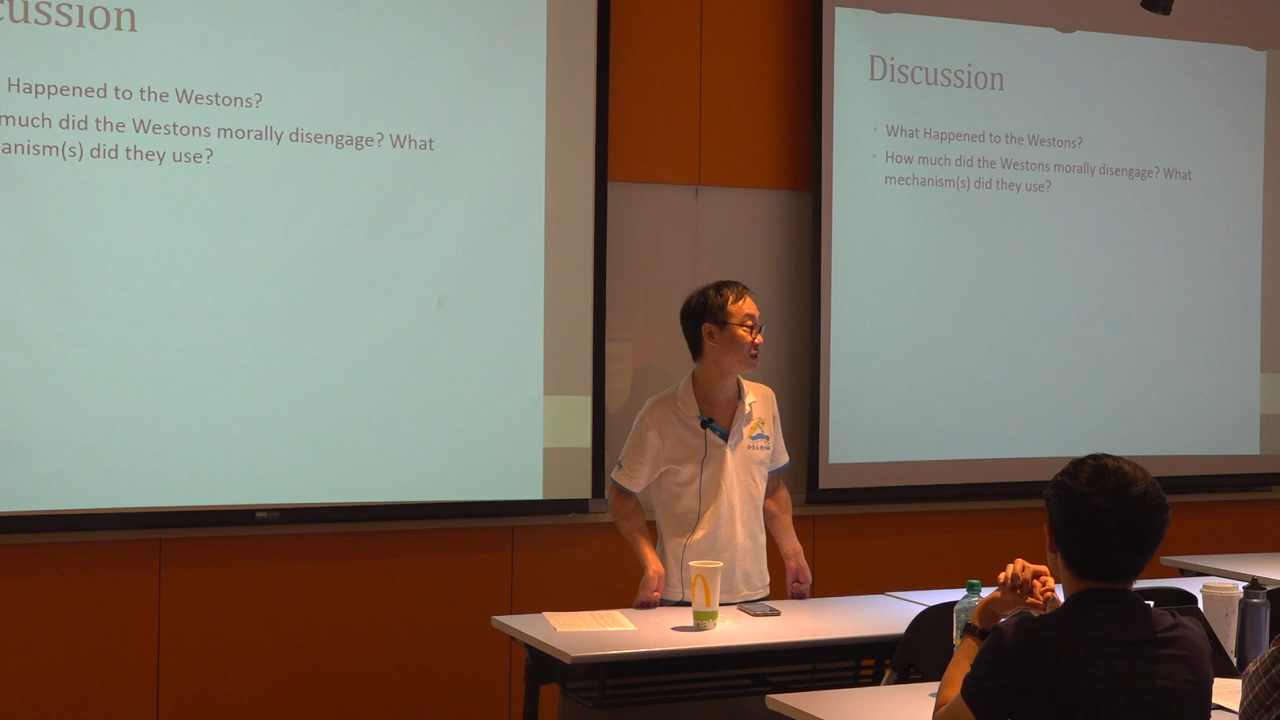 cussion
Happened to the Westons?
much did the Westons morally disengage? What
anism(s) did they use?
Discussion
• What Happened to the Westons?
• How much did the Westons morally disengage? What
mechanism(s) did they use?